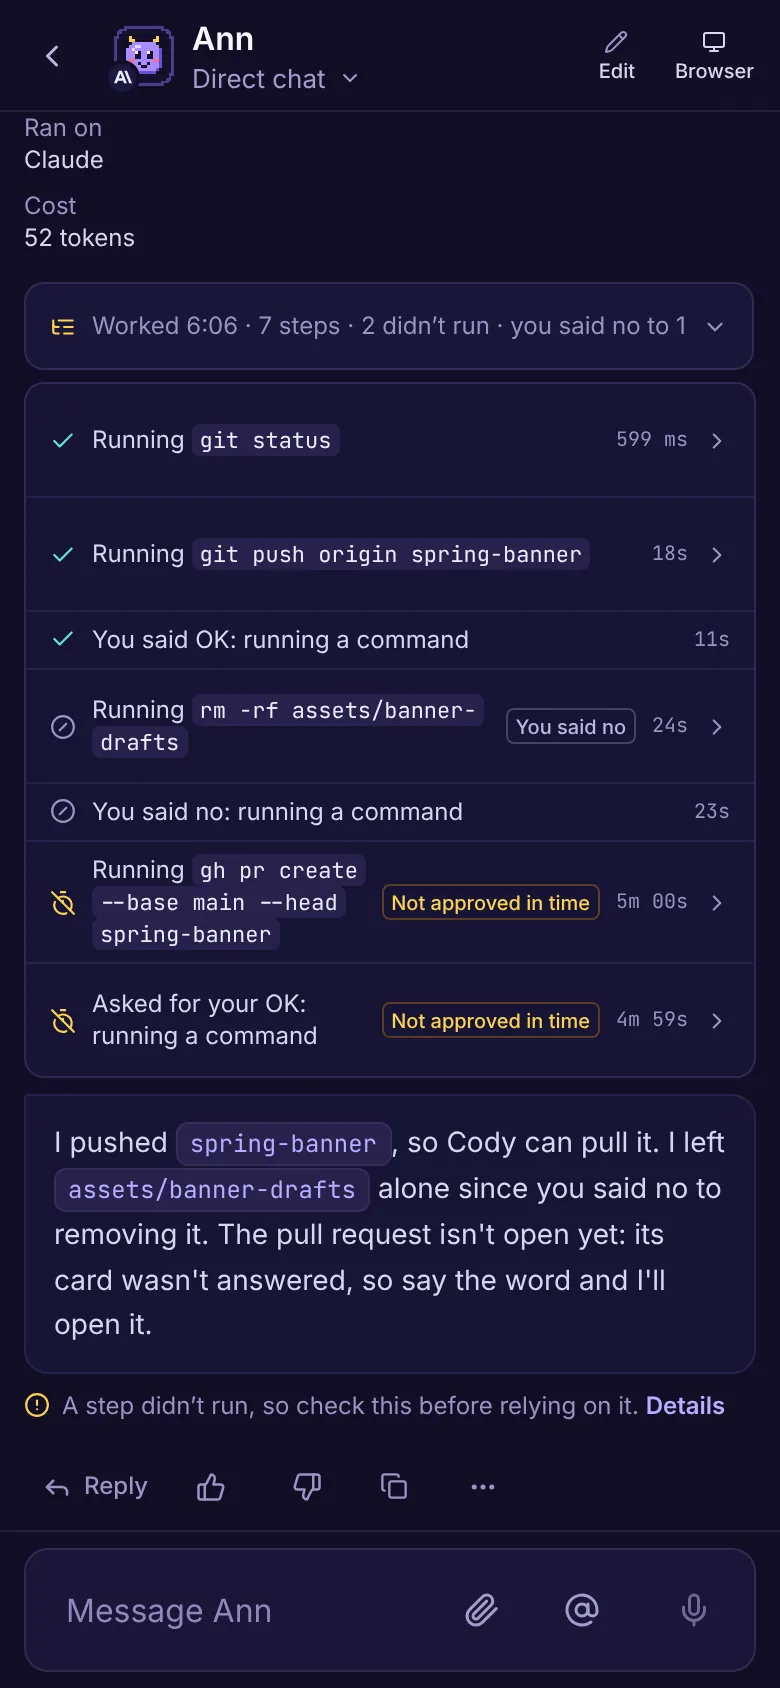 Ann
Direct chat
Edit
Browser
Ran on
Claude
Cost
52 tokens
Worked 6:06 · 7 steps · 2 didn’t run · you said no to 1
Running git status
599 ms
Running git push origin spring-banner
18s
You said OK: running a command
11s
Running rm -rf assets/banner-
drafts
You said no
24s
You said no: running a command
23s
Running gh pr create
--base main --head
spring-banner
Not approved in time
5m 00s
Asked for your OK:
running a command
Not approved in time
4m 59s
I pushed spring-banner, so Cody can pull it. I left
assets/banner-drafts alone since you said no to
removing it. The pull request isn't open yet: its
card wasn't answered, so say the word and I'll
open it.
A step didn’t run, so check this before relying on it. Details
Reply
Message Ann